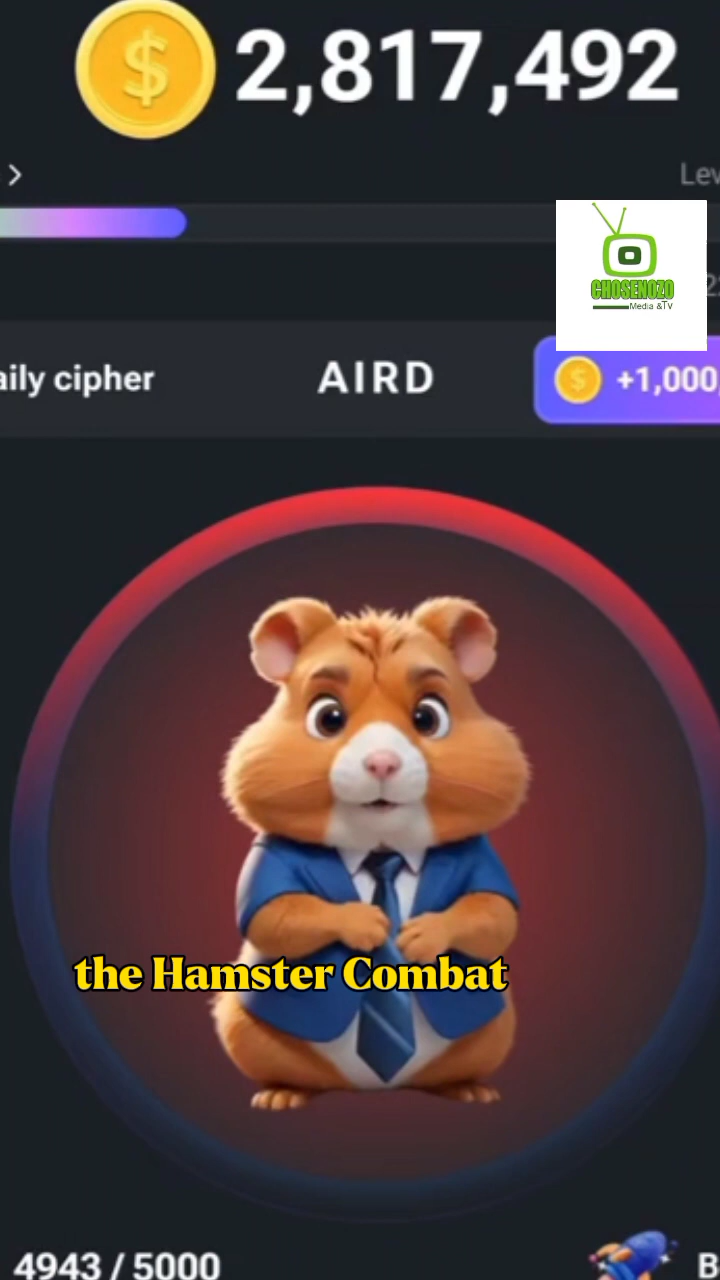 $ 2,817,492
Lev
CHOSENOZO
Media &Tv
aily cipher
AIRD
$ +1,000,
the Hamster Combat
4943 / 5000
B